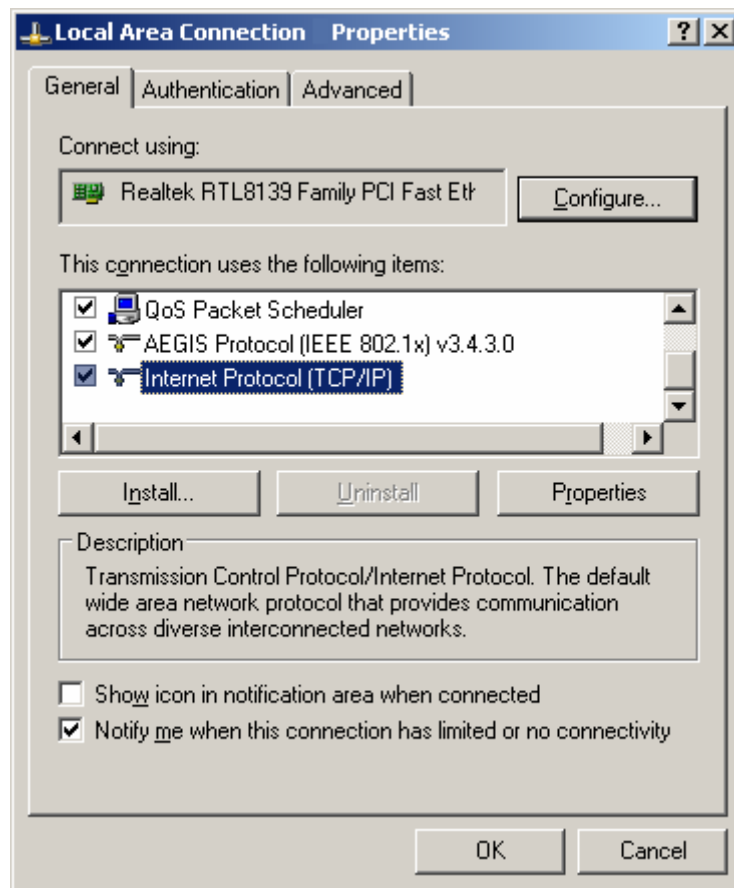 Local Area Connection Properties
General Authentication Advanced
Connect using:
Realtek RTL8139 Family PCI Fast Eth
Configure...
This connection uses the following items:
QoS Packet Scheduler
AEGIS Protocol (IEEE 802.1x) v3.4.3.0
Internet Protocol (TCP/IP)
Install... Uninstall Properties
Description
Transmission Control Protocol/Internet Protocol. The default
wide area network protocol that provides communication
across diverse interconnected networks.
Show icon in notification area when connected
Notify me when this connection has limited or no connectivity
OK Cancel